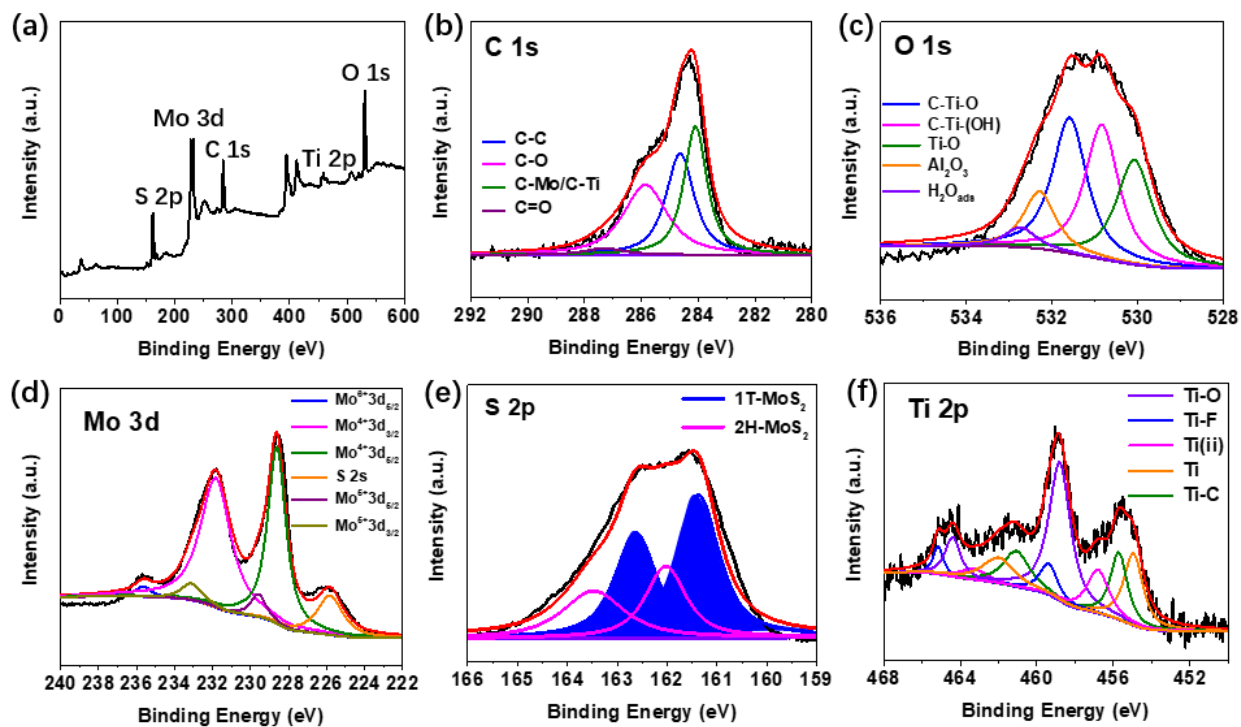 (a)
O 1s
Mo 3d
C 1s
Ti 2p
S 2p
Intensity (a.u.)
0 100 200 300 400 500 600
Binding Energy (eV)
(b)
C 1s
C-C
C-O
C-Mo/C-Ti
C=O
Intensity (a.u.)
292 290 288 286 284 282 280
Binding Energy (eV)
(c)
O 1s
C-Ti-O
C-Ti-(OH)
Ti-O
Al₂O₃
H₂Oₐds
Intensity (a.u.)
536 534 532 530 528
Binding Energy (eV)
(d)
Mo 3d
Mo⁶⁺3d₅/₂
Mo⁴⁺3d₃/₂
Mo⁴⁺3d₅/₂
S 2s
Mo⁵⁺3d₅/₂
Mo⁵⁺3d₃/₂
Intensity (a.u.)
240 238 236 234 232 230 228 226 224 222
Binding Energy (eV)
(e)
S 2p
1T-MoS₂
2H-MoS₂
Intensity (a.u.)
166 165 164 163 162 161 160 159
Binding Energy (eV)
(f)
Ti 2p
Ti-O
Ti-F
Ti(ii)
Ti
Ti-C
Intensity (a.u.)
468 464 460 456 452
Binding Energy (eV)